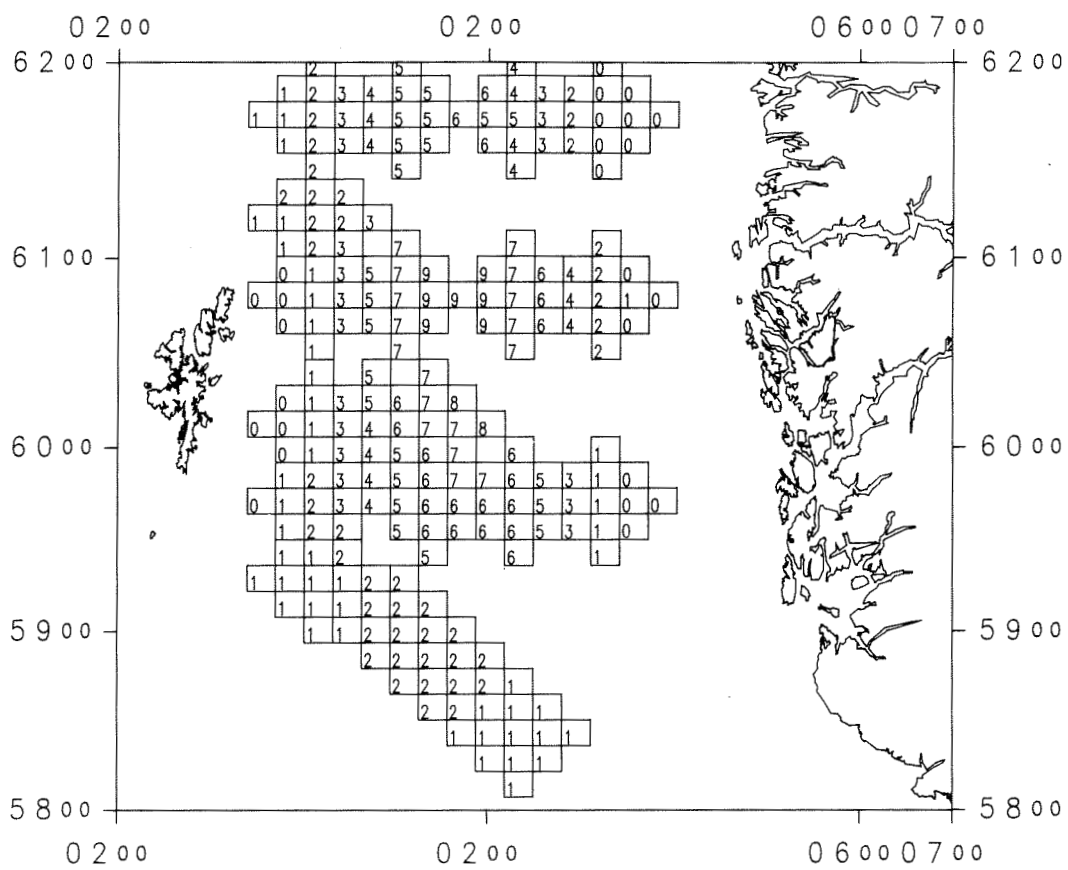 0200 0200 0600 0700
6200 2 5 4 0 6200
1 2 3 4 5 5 6 4 3 2 0 0
1 1 2 3 4 5 5 6 5 5 3 2 0 0 0
1 2 3 4 5 5 6 4 3 2 0 0
2 5 4 0
2 2 2
1 1 2 2 3
1 2 3 7 7 2
6100 6100
0 1 3 5 7 9 9 7 6 4 2 0
0 0 1 3 5 7 9 9 9 7 6 4 2 1 0
0 1 3 5 7 9 9 7 6 4 2 0
1 7 7 2
1 5 7
0 1 3 5 6 7 8
0 0 1 3 4 6 7 7 8
6000 6000
0 1 3 4 5 6 7 6 1
1 2 3 4 5 6 7 7 6 5 3 1 0
0 1 2 3 4 5 6 6 6 6 5 3 1 0 0
1 2 2 5 6 6 6 6 5 3 1 0
1 1 2 5 6 1
1 1 1 1 2 2
1 1 1 2 2 2
5900 1 1 2 2 2 2 5900
2 2 2 2 2
2 2 2 2 1
2 2 1 1 1
1 1 1 1 1
1 1 1
1
5800 5800
0200 0200 0600 0700